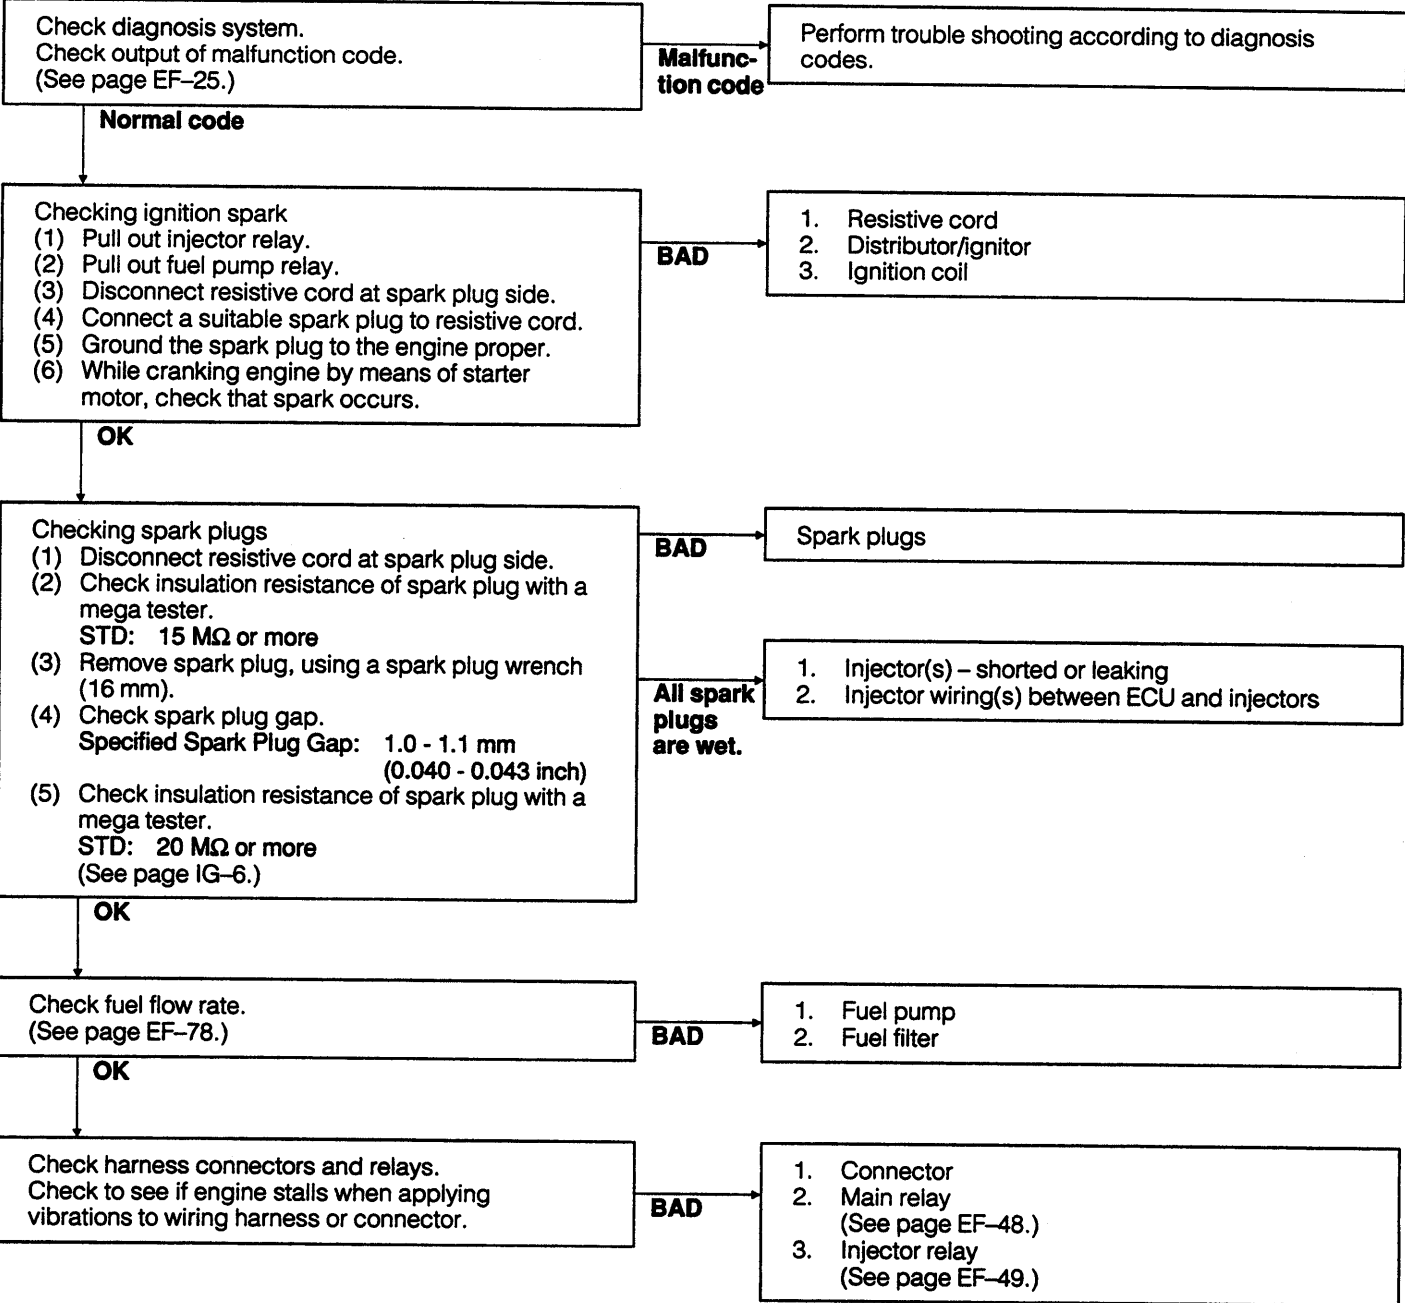 Check diagnosis system.
Check output of malfunction code.
(See page EF–25.)
Malfunc-
tion code
Perform trouble shooting according to diagnosis
codes.
Normal code
Checking ignition spark
(1) Pull out injector relay.
(2) Pull out fuel pump relay.
(3) Disconnect resistive cord at spark plug side.
(4) Connect a suitable spark plug to resistive cord.
(5) Ground the spark plug to the engine proper.
(6) While cranking engine by means of starter
motor, check that spark occurs.
BAD
1. Resistive cord
2. Distributor/ignitor
3. Ignition coil
OK
Checking spark plugs
(1) Disconnect resistive cord at spark plug side.
(2) Check insulation resistance of spark plug with a
mega tester.
STD: 15 MΩ or more
(3) Remove spark plug, using a spark plug wrench
(16 mm).
(4) Check spark plug gap.
Specified Spark Plug Gap: 1.0 - 1.1 mm
(0.040 - 0.043 inch)
(5) Check insulation resistance of spark plug with a
mega tester.
STD: 20 MΩ or more
(See page IG–6.)
BAD
Spark plugs
All spark
plugs
are wet.
1. Injector(s) – shorted or leaking
2. Injector wiring(s) between ECU and injectors
OK
Check fuel flow rate.
(See page EF–78.)
BAD
1. Fuel pump
2. Fuel filter
OK
Check harness connectors and relays.
Check to see if engine stalls when applying
vibrations to wiring harness or connector.
BAD
1. Connector
2. Main relay
(See page EF–48.)
3. Injector relay
(See page EF–49.)